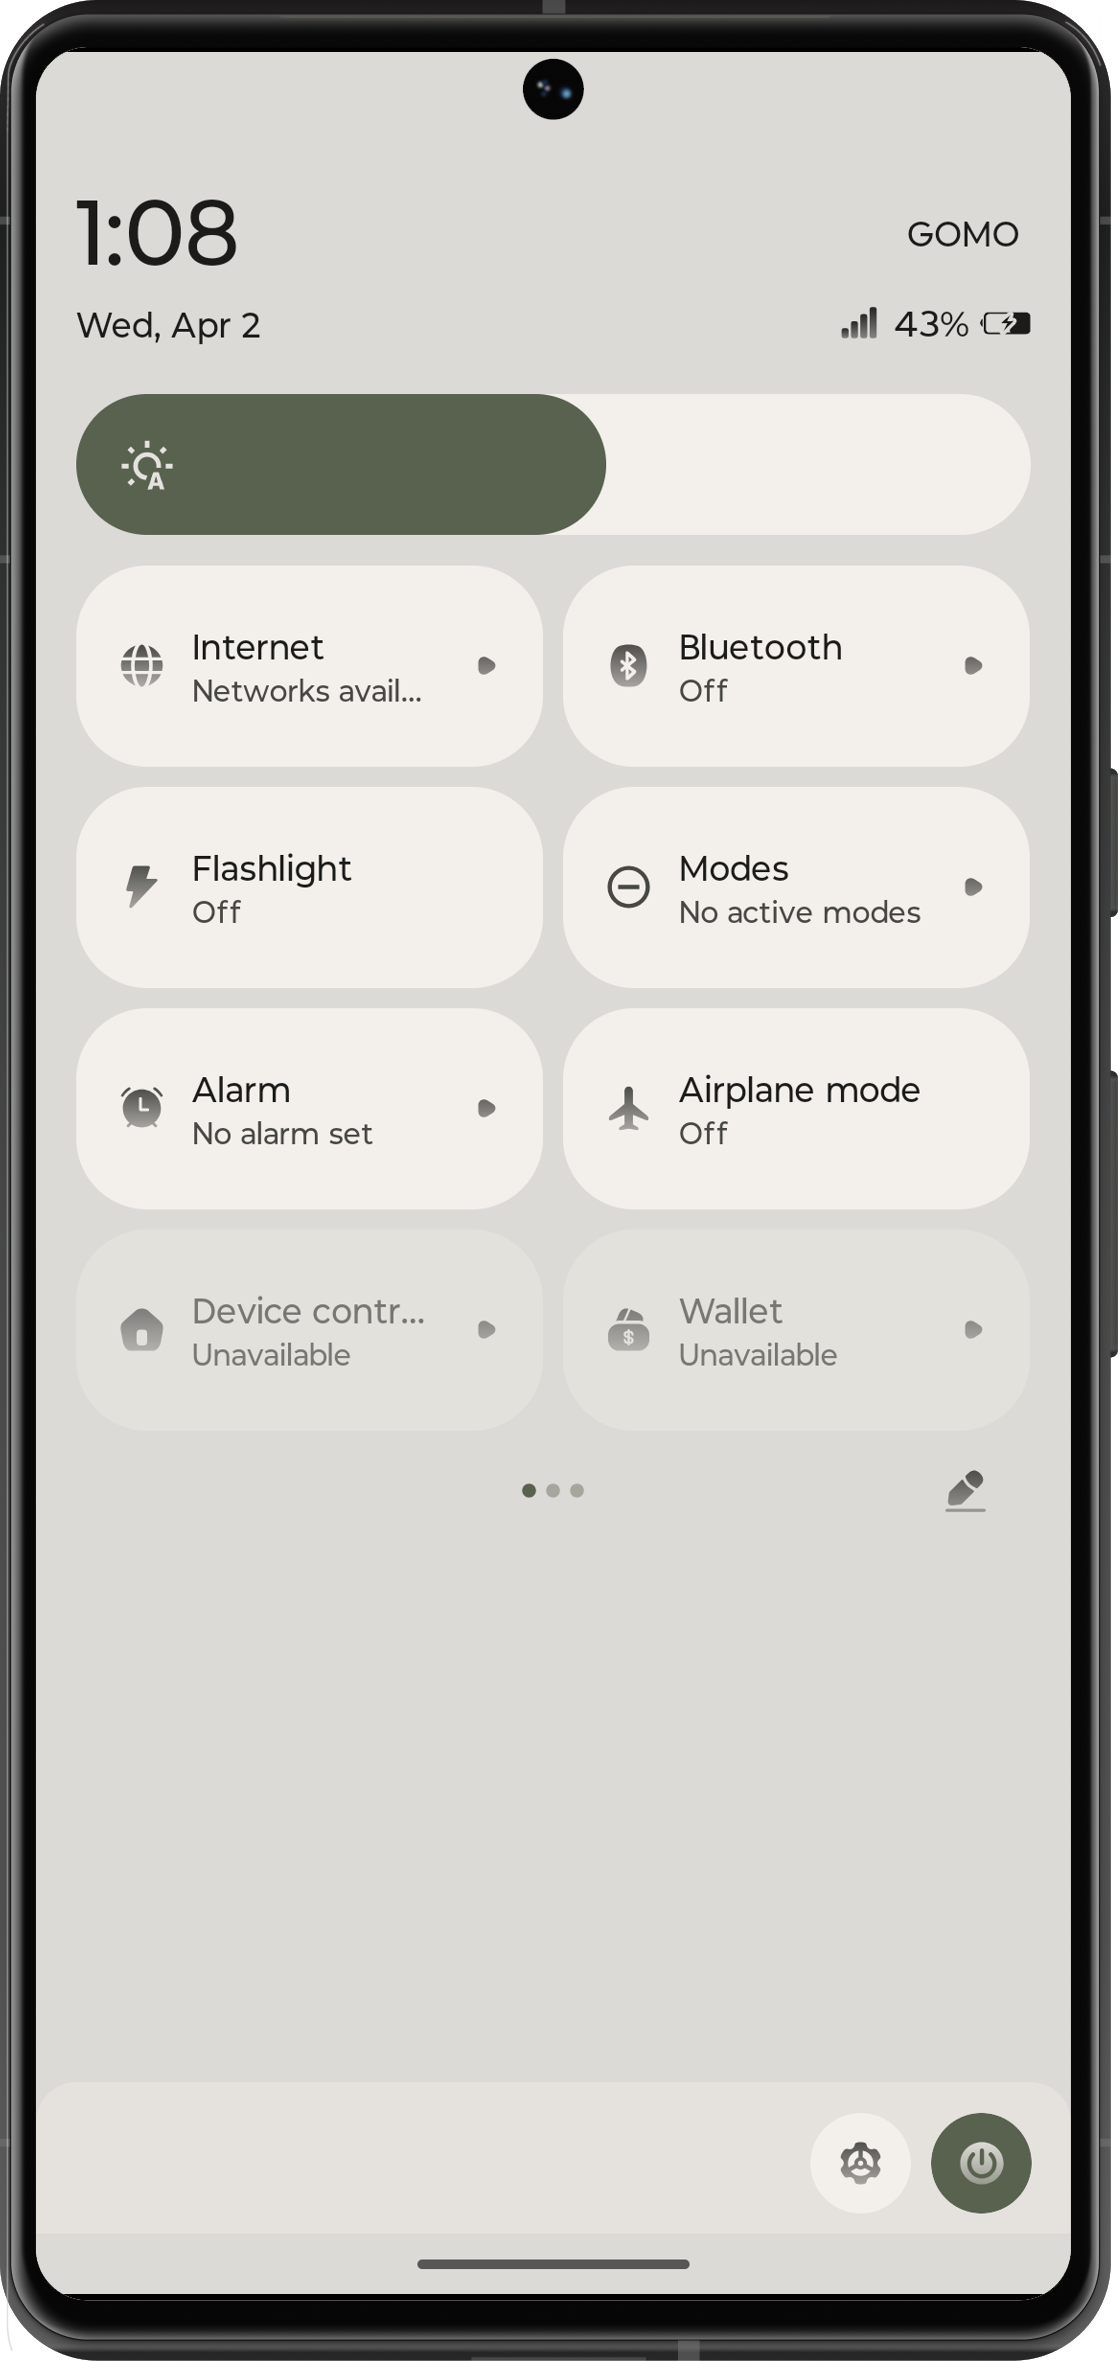 1:08
GOMO
Wed, Apr 2
43%
Internet
Networks avail...
Bluetooth
Off
Flashlight
Off
Modes
No active modes
Alarm
No alarm set
Airplane mode
Off
Device contr...
Unavailable
Wallet
Unavailable